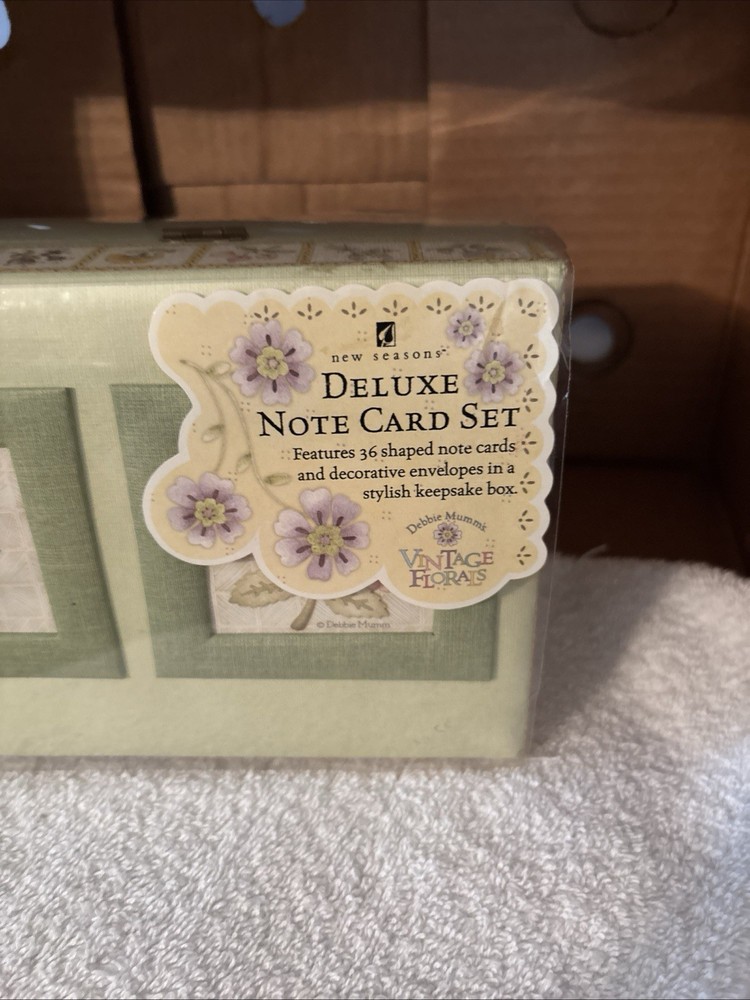 new seasons™
DELUXE
NOTE CARD SET
Features 36 shaped note cards
and decorative envelopes in a
stylish keepsake box.
Debbie Mumm's
VINTAGE
FLORALS
© Debbie Mumm